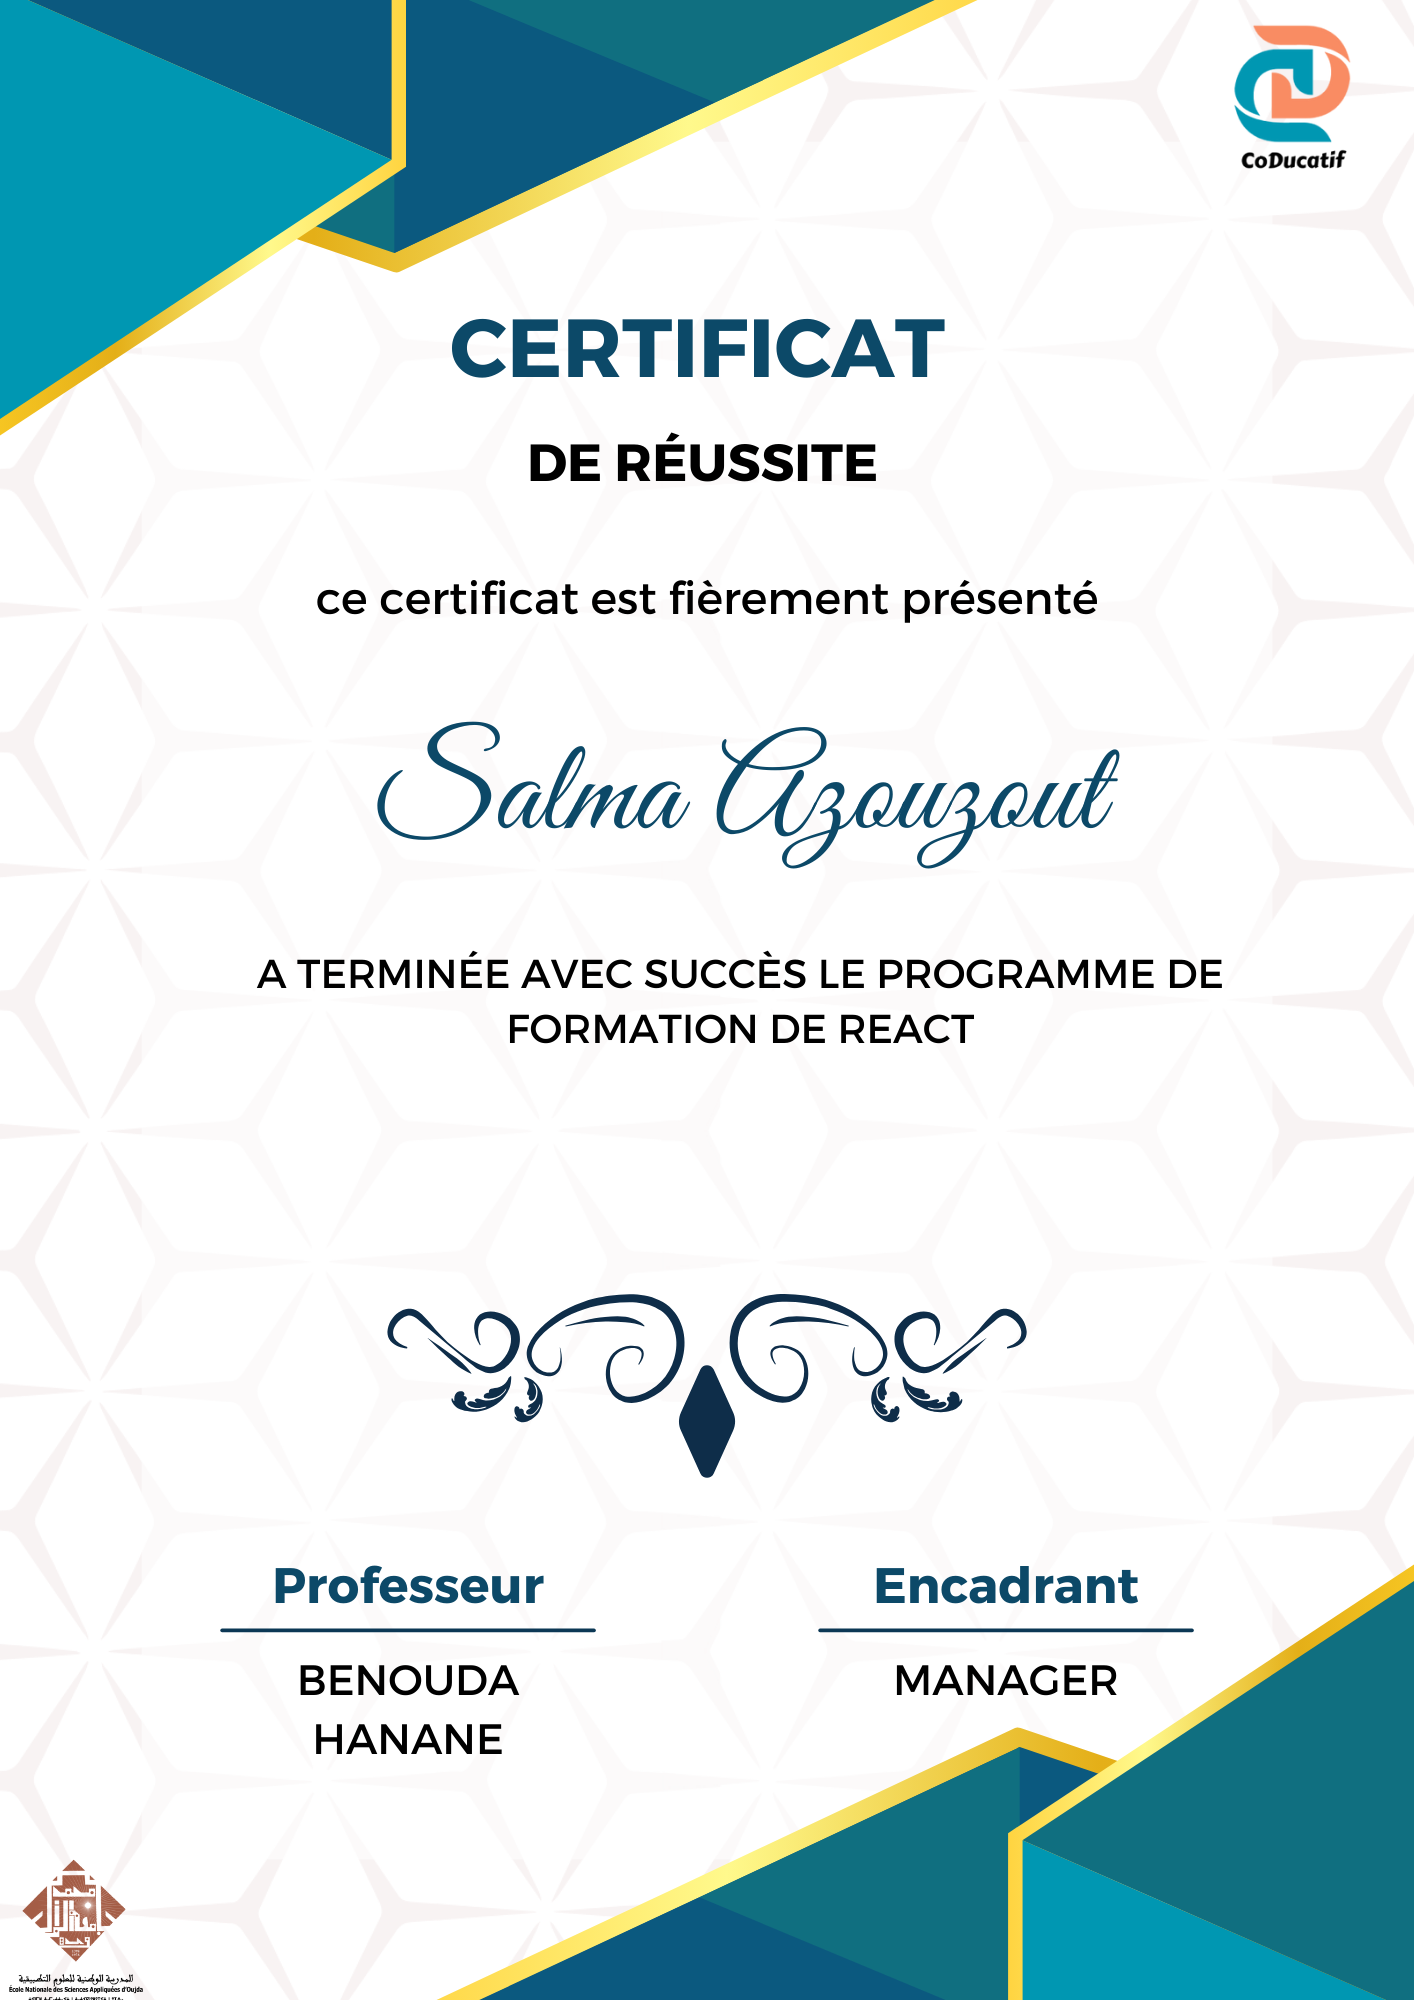 CoDucatif
CERTIFICAT
DE RÉUSSITE
ce certificat est fièrement présenté
Salma Azouzout
A TERMINÉE AVEC SUCCÈS LE PROGRAMME DE
FORMATION DE REACT
Professeur
Encadrant
BENOUDA
HANANE
MANAGER
المدرسة الوطنية للعلوم التطبيقية
École Nationale des Sciences Appliquées d'Oujda